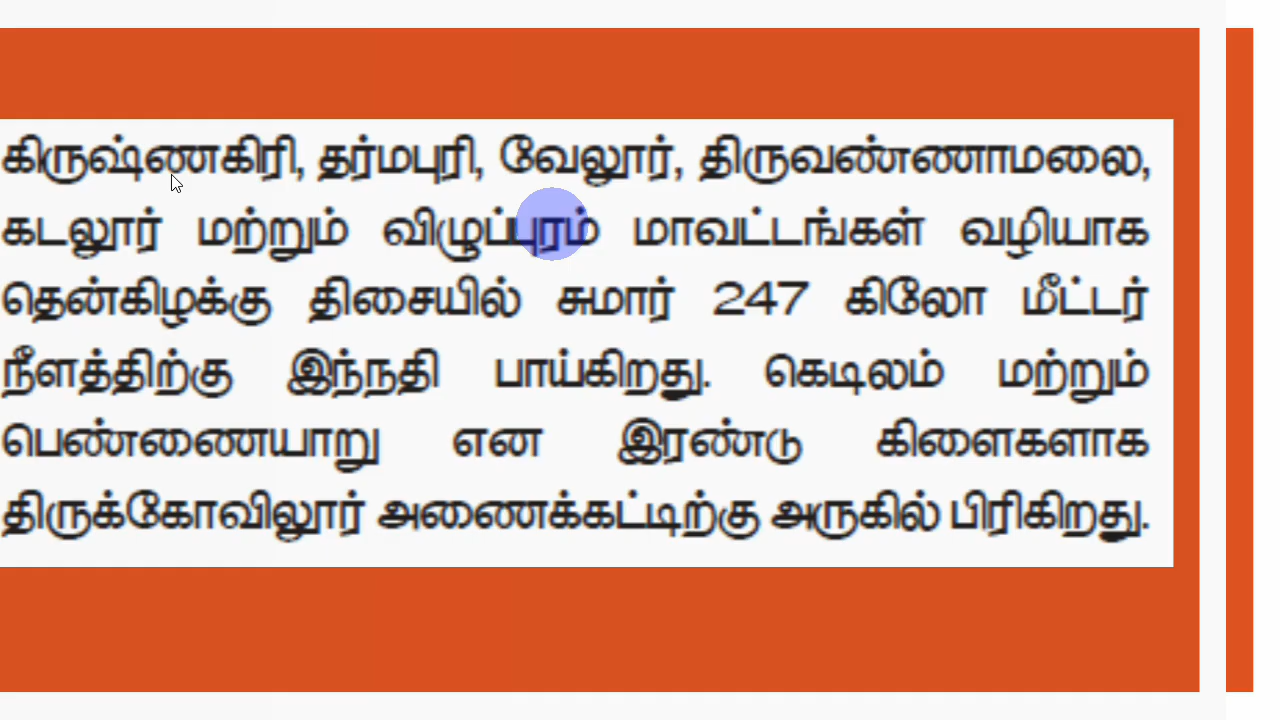 கிருஷ்ணகிரி, தர்மபுரி, வேலூர், திருவண்ணாமலை,
கடலூர் மற்றும் விழுப்புரம் மாவட்டங்கள் வழியாக
தென்கிழக்கு திசையில் சுமார் 247 கிலோ மீட்டர்
நீளத்திற்கு இந்நதி பாய்கிறது. கெடிலம் மற்றும்
பெண்ணையாறு என இரண்டு கிளைகளாக
திருக்கோவிலூர் அணைக்கட்டிற்கு அருகில் பிரிகிறது.